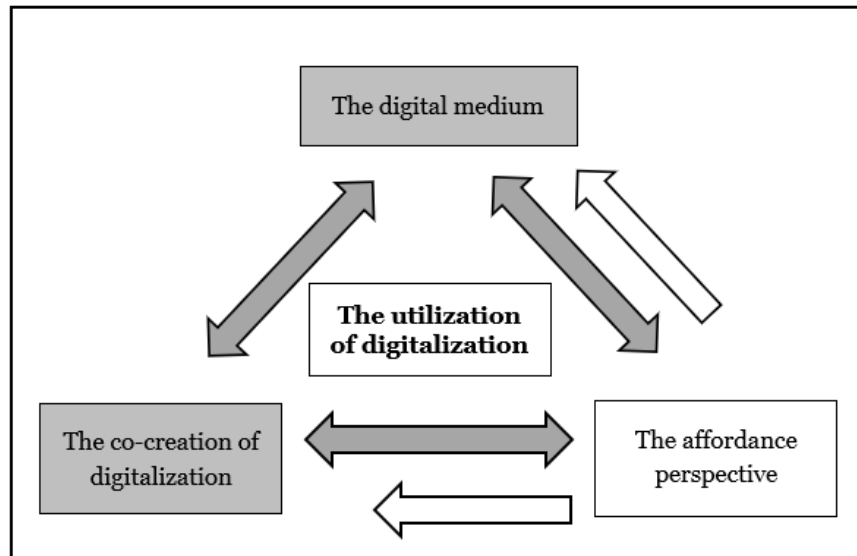 The digital medium
The utilization
of digitalization
The co-creation of
digitalization
The affordance
perspective